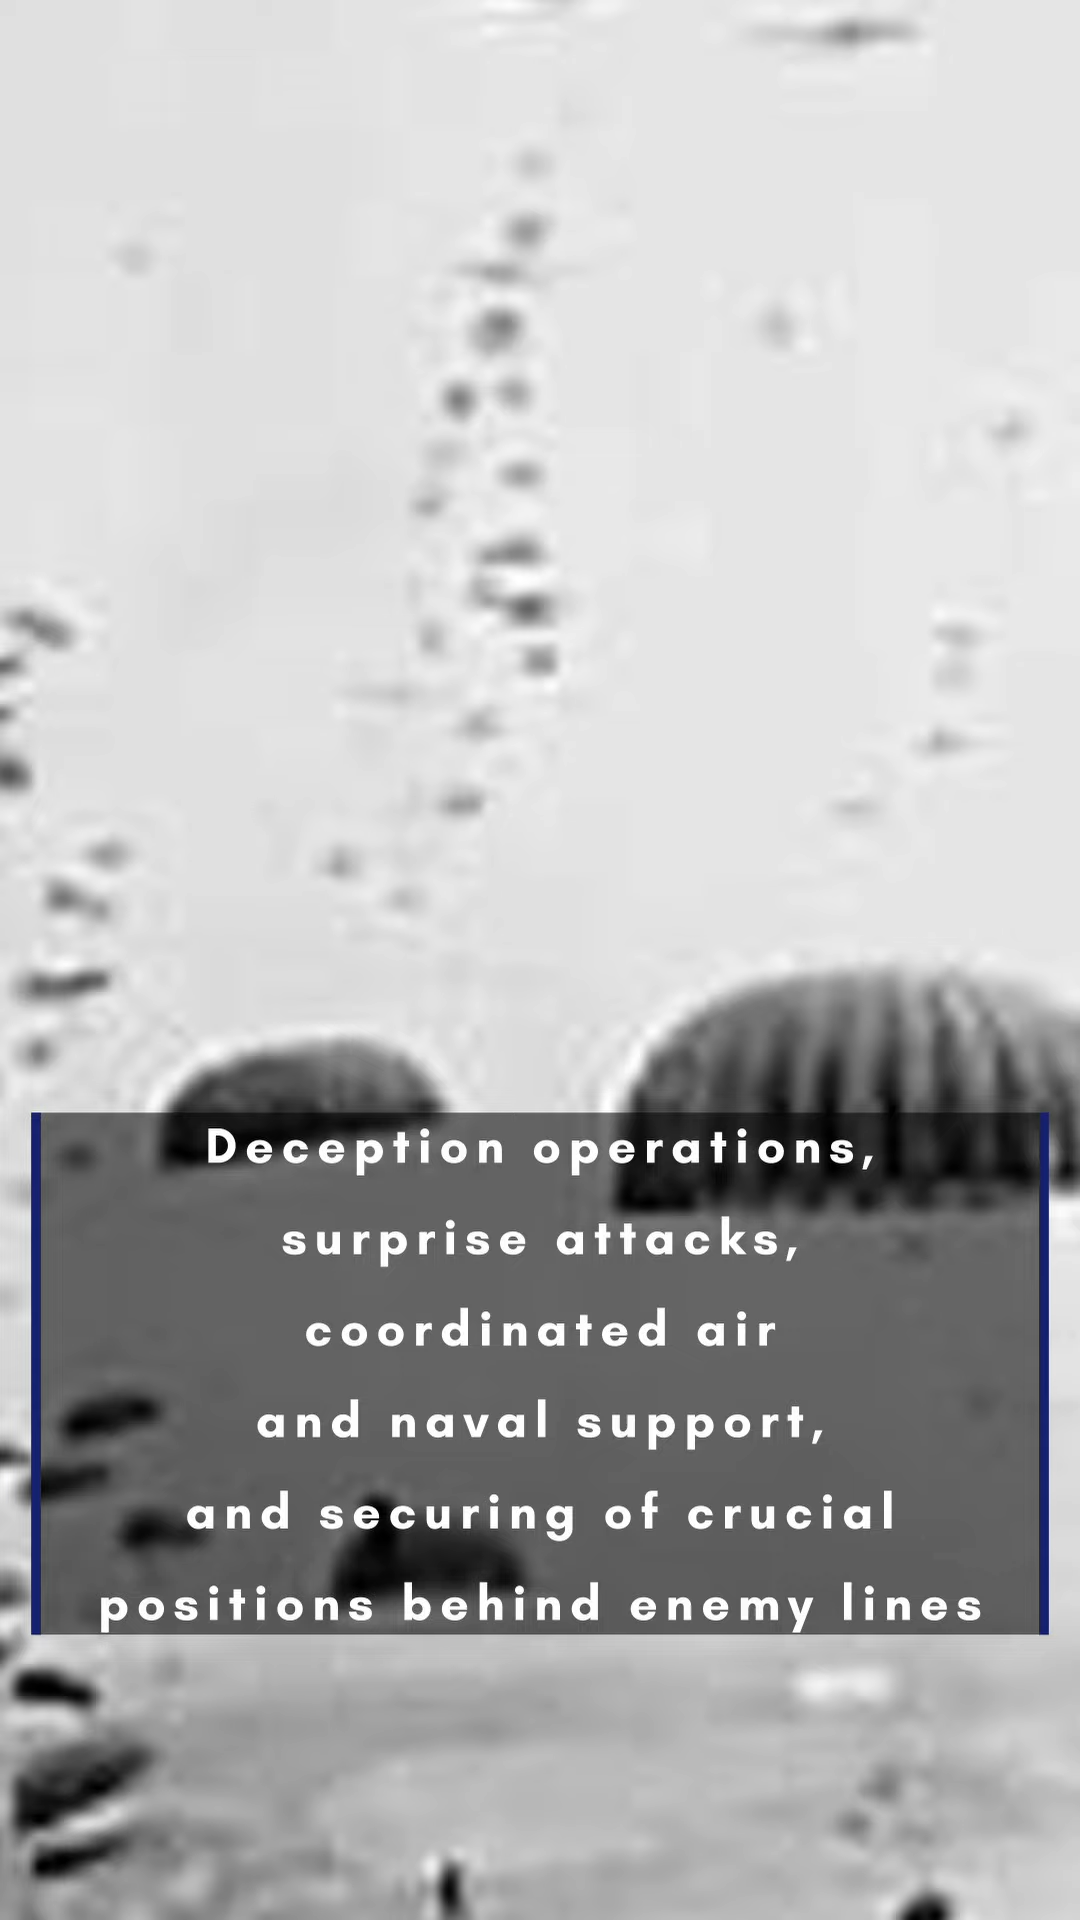 Deception operations,
surprise attacks,
coordinated air
and naval support,
and securing of crucial
positions behind enemy lines